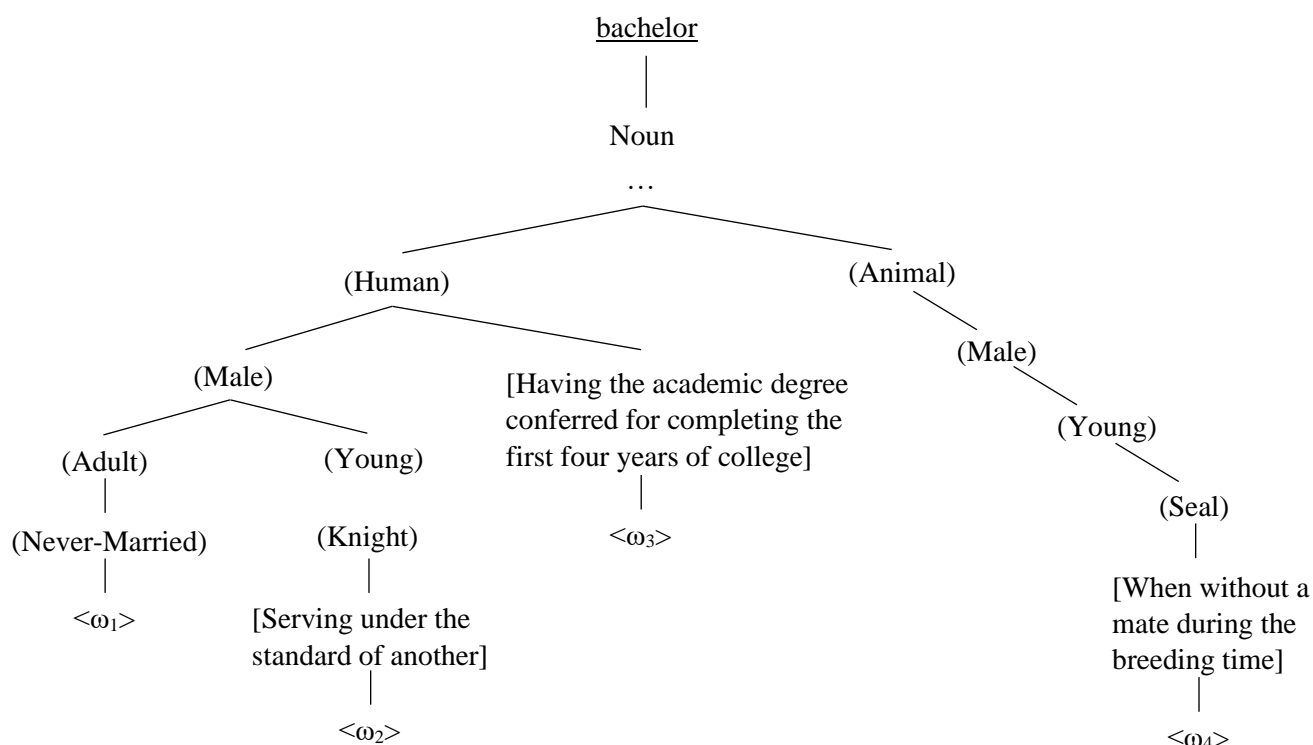 bachelor
Noun
…
(Human)
(Animal)
(Male)
(Male)
[Having the academic degree
conferred for completing the
first four years of college]
(Young)
(Adult)
(Young)
(Seal)
(Never-Married)
(Knight)
<ω3>
[When without a
mate during the
breeding time]
<ω1>
[Serving under the
standard of another]
<ω2>
<ω4>